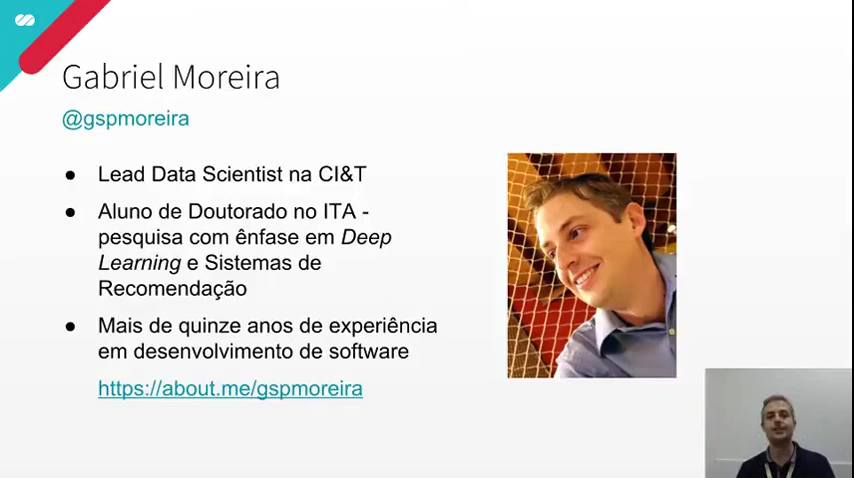 Gabriel Moreira
@gspmoreira
● Lead Data Scientist na CI&T
● Aluno de Doutorado no ITA -
pesquisa com ênfase em Deep
Learning e Sistemas de
Recomendação
● Mais de quinze anos de experiência
em desenvolvimento de software
https://about.me/gspmoreira